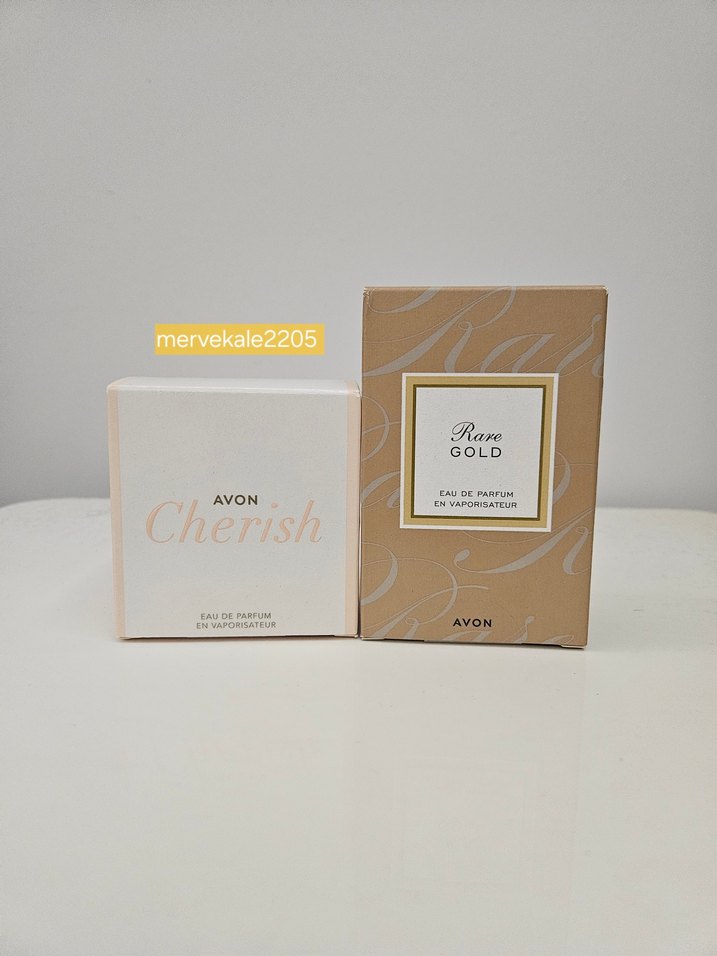 mervekale2205
AVON
Cherish
EAU DE PARFUM
EN VAPORISATEUR
Rare
GOLD
EAU DE PARFUM
EN VAPORISATEUR
AVON